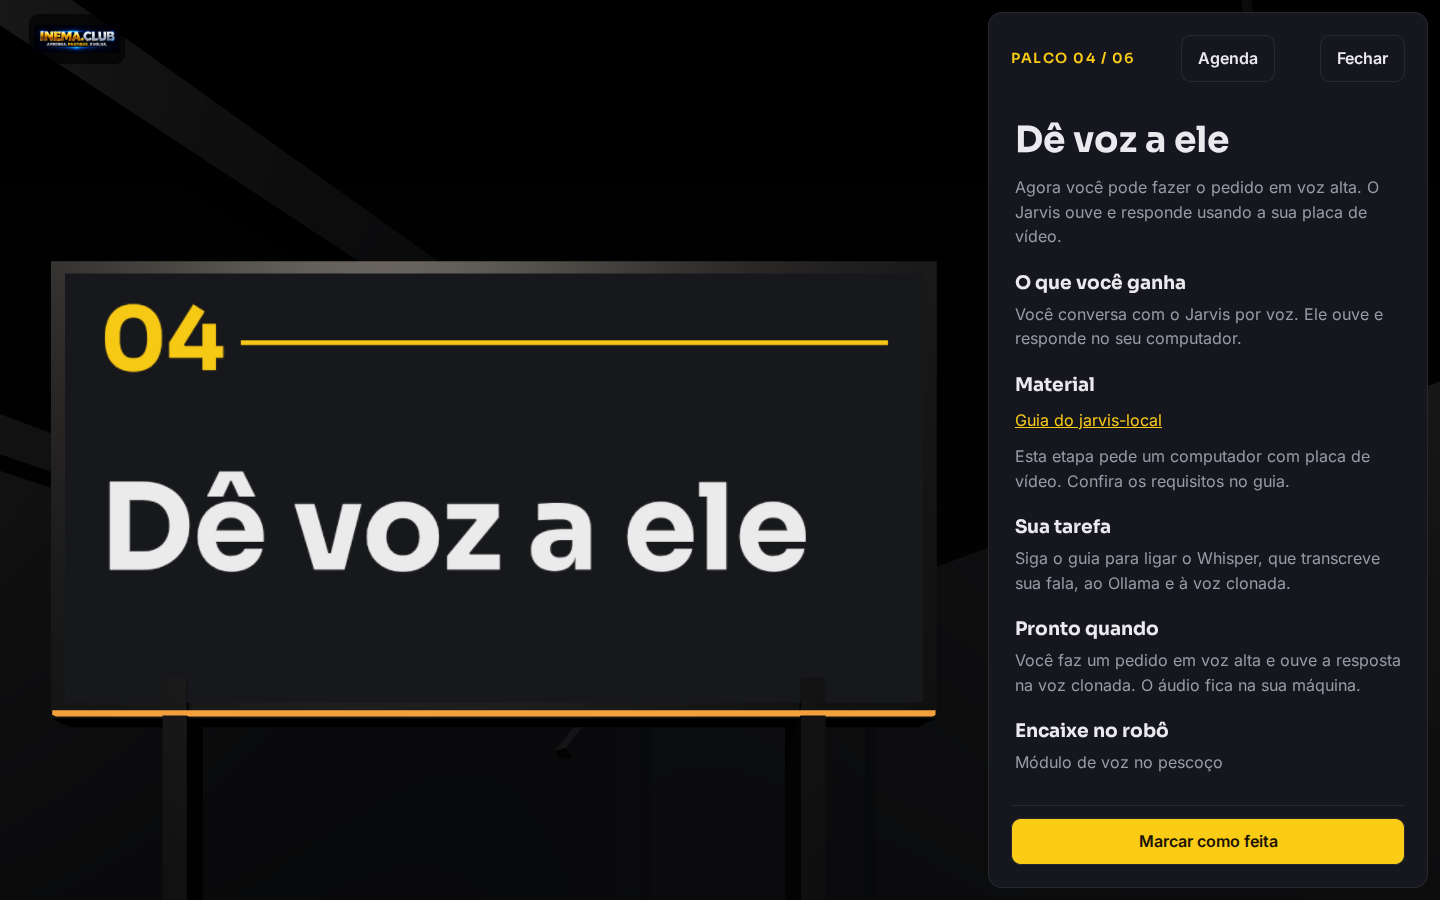 INEMA.CLUB
APRENDA. PRATIQUE. EVOLUA.
04
Dê voz a ele
PALCO 04 / 06
Agenda
Fechar
Dê voz a ele
Agora você pode fazer o pedido em voz alta. O
Jarvis ouve e responde usando a sua placa de
vídeo.
O que você ganha
Você conversa com o Jarvis por voz. Ele ouve e
responde no seu computador.
Material
Guia do jarvis-local
Esta etapa pede um computador com placa de
vídeo. Confira os requisitos no guia.
Sua tarefa
Siga o guia para ligar o Whisper, que transcreve
sua fala, ao Ollama e à voz clonada.
Pronto quando
Você faz um pedido em voz alta e ouve a resposta
na voz clonada. O áudio fica na sua máquina.
Encaixe no robô
Módulo de voz no pescoço
Marcar como feita